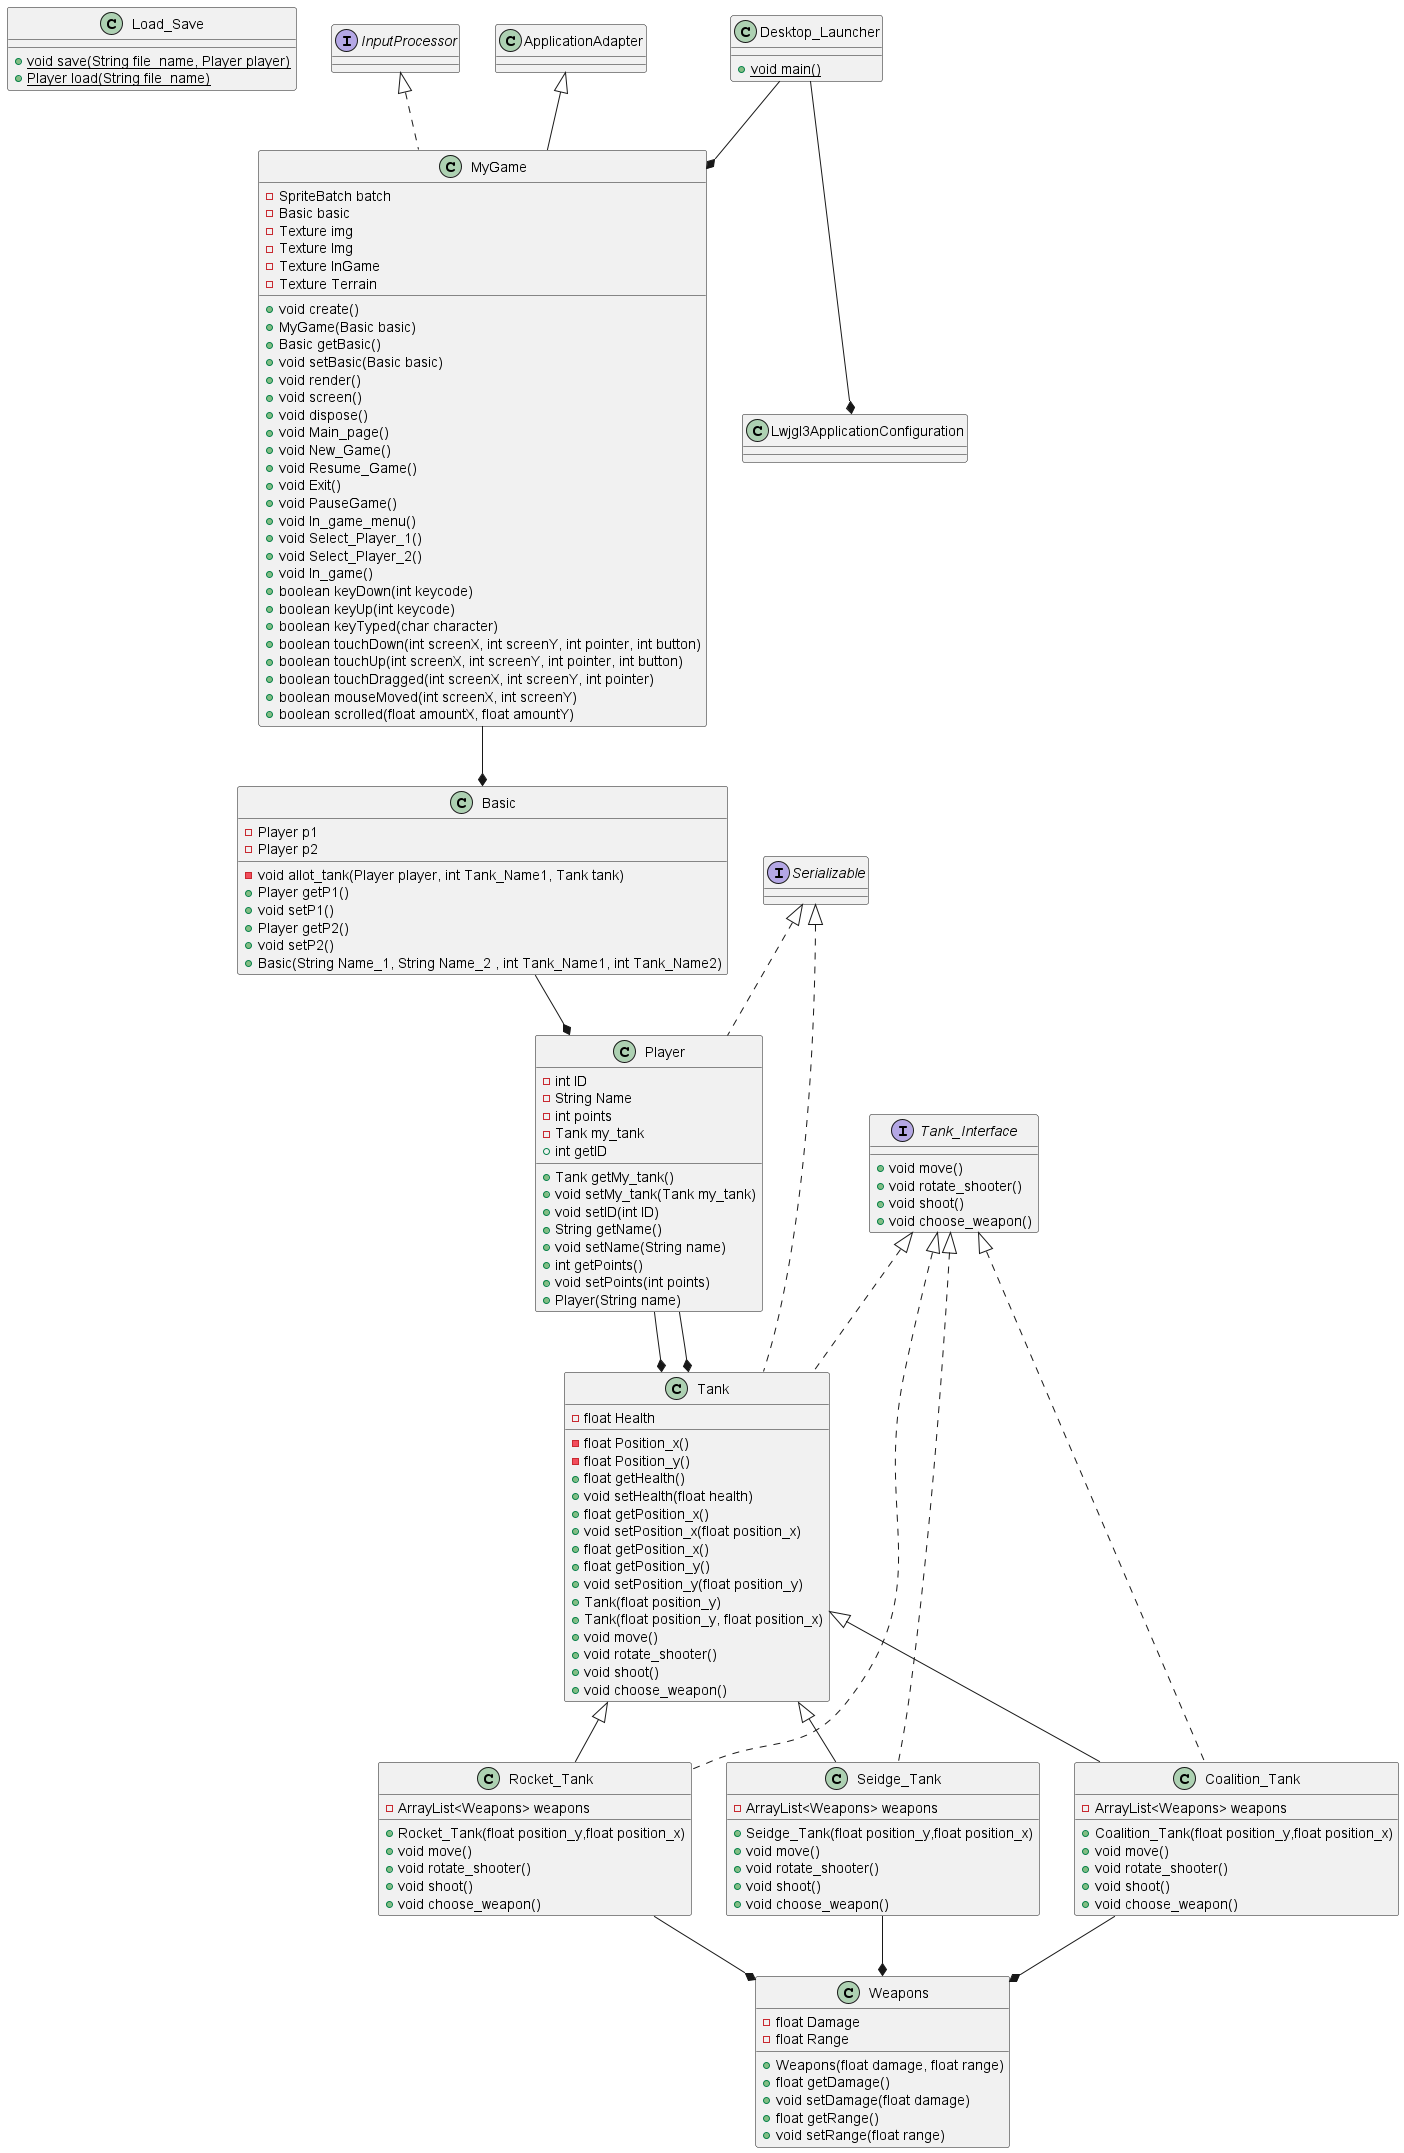 Load_Save
+ void save(String file_name, Player player)
+ Player load(String file_name)
InputProcessor
ApplicationAdapter
Desktop_Launcher
void main()
MyGame
SpriteBatch batch
Basic basic
Texture img
Texture Img
Texture InGame
Texture Terrain
void create()
MyGame(Basic basic)
Basic getBasic()
void setBasic(Basic basic)
void render()
void screen()
void dispose()
void Main_page()
void New_Game()
void Resume_Game()
void Exit()
void PauseGame()
void In_game_menu()
void Select_Player_1()
void Select_Player_2()
void In_game()
boolean keyDown(int keycode)
boolean keyUp(int keycode)
boolean keyTyped(char character)
boolean touchDown(int screenX, int screenY, int pointer, int button)
boolean touchUp(int screenX, int screenY, int pointer, int button)
boolean touchDragged(int screenX, int screenY, int pointer)
boolean mouseMoved(int screenX, int screenY)
boolean scrolled(float amountX, float amountY)
Lwjgl3ApplicationConfiguration
Basic
Player p1
Player p2
void allot_tank(Player player, int Tank_Name1, Tank tank)
Player getP1()
void setP1()
Player getP2()
void setP2()
Basic(String Name_1, String Name_2 , int Tank_Name1, int Tank_Name2)
Serializable
Player
int ID
String Name
int points
Tank my_tank
int getID
Tank getMy_tank()
void setMy_tank(Tank my_tank)
void setID(int ID)
String getName()
void setName(String name)
int getPoints()
void setPoints(int points)
Player(String name)
Tank_Interface
void move()
void rotate_shooter()
void shoot()
void choose_weapon()
Tank
float Health
float Position_x()
float Position_y()
float getHealth()
void setHealth(float health)
float getPosition_x()
void setPosition_x(float position_x)
float getPosition_x()
float getPosition_y()
void setPosition_y(float position_y)
Tank(float position_y)
Tank(float position_y, float position_x)
void move()
void rotate_shooter()
void shoot()
void choose_weapon()
Rocket_Tank
ArrayList<Weapons> weapons
Rocket_Tank(float position_y,float position_x)
void move()
void rotate_shooter()
void shoot()
void choose_weapon()
Seidge_Tank
ArrayList<Weapons> weapons
Seidge_Tank(float position_y,float position_x)
void move()
void rotate_shooter()
void shoot()
void choose_weapon()
Coalition_Tank
ArrayList<Weapons> weapons
Coalition_Tank(float position_y,float position_x)
void move()
void rotate_shooter()
void shoot()
void choose_weapon()
Weapons
float Damage
float Range
Weapons(float damage, float range)
float getDamage()
void setDamage(float damage)
float getRange()
void setRange(float range)